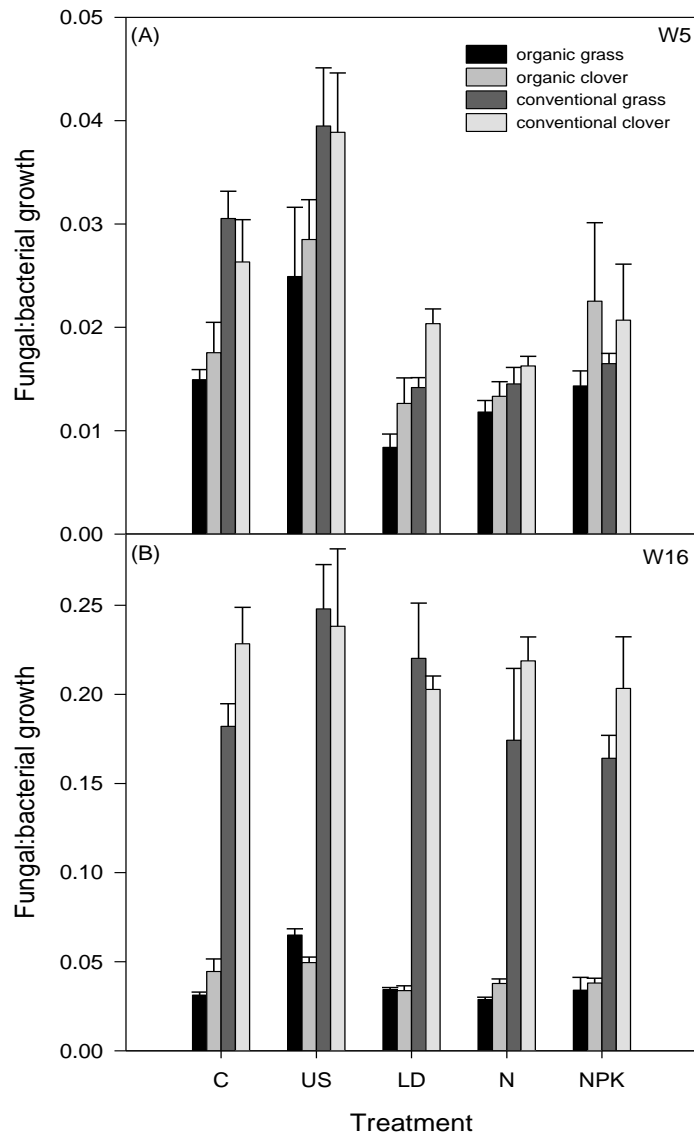 0.05
(A)
W5
organic grass
organic clover
conventional grass
conventional clover
0.04
0.03
0.02
0.01
0.00
Fungal:bacterial growth
(B)
W16
0.25
0.20
0.15
0.10
0.05
0.00
Fungal:bacterial growth
C US LD N NPK
Treatment